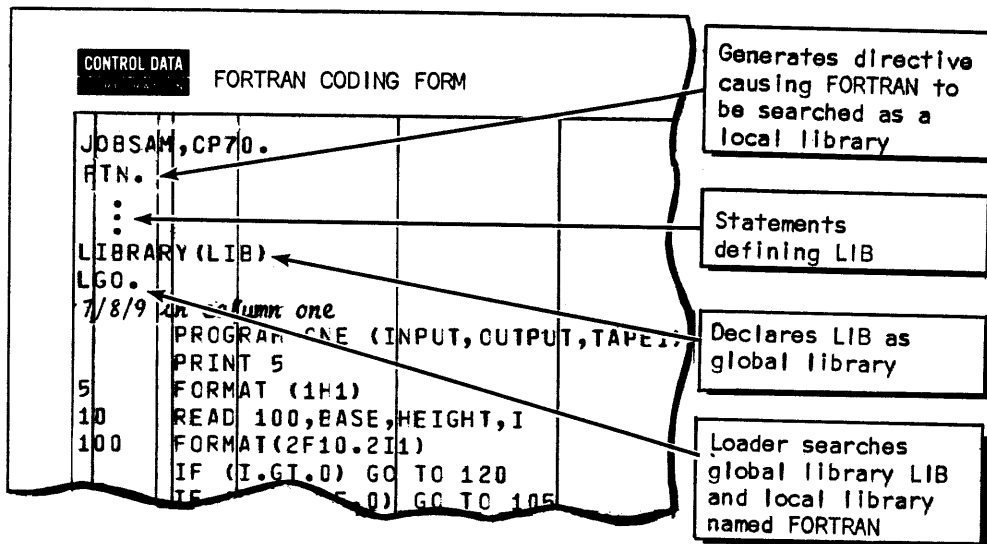 CONTROL DATA
FORTRAN CODING FORM
JOBSAM,CP70.
FTN.
LIBRARY(LIB)
LGO.
7/8/9 in column one
PROGRAM ONE (INPUT,OUTPUT,TAPE1)
PRINT 5
5 FORMAT (1H1)
10 READ 100,BASE,HEIGHT,I
100 FORMAT(2F10.2I1)
IF (I.GT.0) GO TO 120
IF 0) GO TO 105
Generates directive
causing FORTRAN to
be searched as a
local library
Statements
defining LIB
Declares LIB as
global library
Loader searches
global library LIB
and local library
named FORTRAN